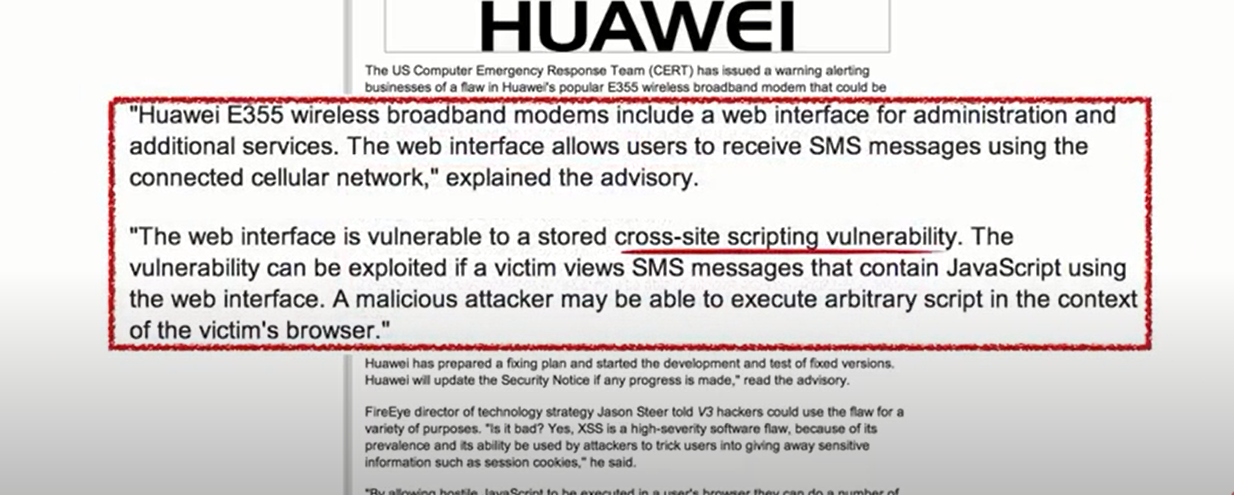 HUAWEI
The US Computer Emergency Response Team (CERT) has issued a warning alerting
businesses of a flaw in Huawei's popular E355 wireless broadband modem that could be
"Huawei E355 wireless broadband modems include a web interface for administration and
additional services. The web interface allows users to receive SMS messages using the
connected cellular network," explained the advisory.
"The web interface is vulnerable to a stored cross-site scripting vulnerability. The
vulnerability can be exploited if a victim views SMS messages that contain JavaScript using
the web interface. A malicious attacker may be able to execute arbitrary script in the context
of the victim's browser."
Huawei has prepared a fixing plan and started the development and test of fixed versions.
Huawei will update the Security Notice if any progress is made," read the advisory.
FireEye director of technology strategy Jason Steer told V3 hackers could use the flaw for a
variety of purposes. "Is it bad? Yes, XSS is a high-severity software flaw, because of its
prevalence and its ability be used by attackers to trick users into giving away sensitive
information such as session cookies," he said.
"By allowing hostile JavaScript to be executed in a user's browser they can do a number of